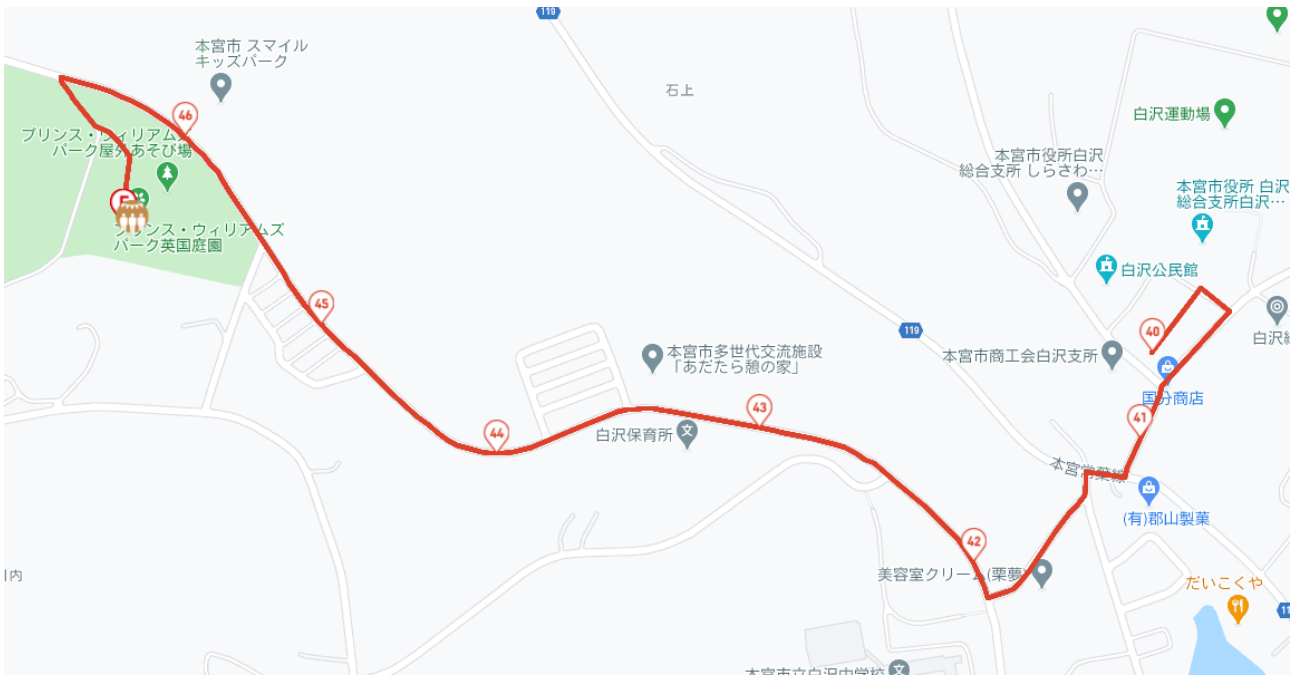 119
本宮市 スマイル
キッズパーク
石上
46
プリンス・ウィリアムズ
パーク屋外あそび場
白沢運動場
本宮市役所白沢
総合支所 しらさわ…
本宮市役所 白沢
総合支所白沢…
プリンス・ウィリアムズ
パーク英国庭園
白沢公民館
45
119
40
本宮市商工会白沢支所
本宮市多世代交流施設
「あだたら憩の家」
国分商店
43
41
44
白沢保育所
本宮常葉線
(有)郡山製菓
42
美容室クリーム(栗夢)
だいこくや
本宮市立白沢中学校